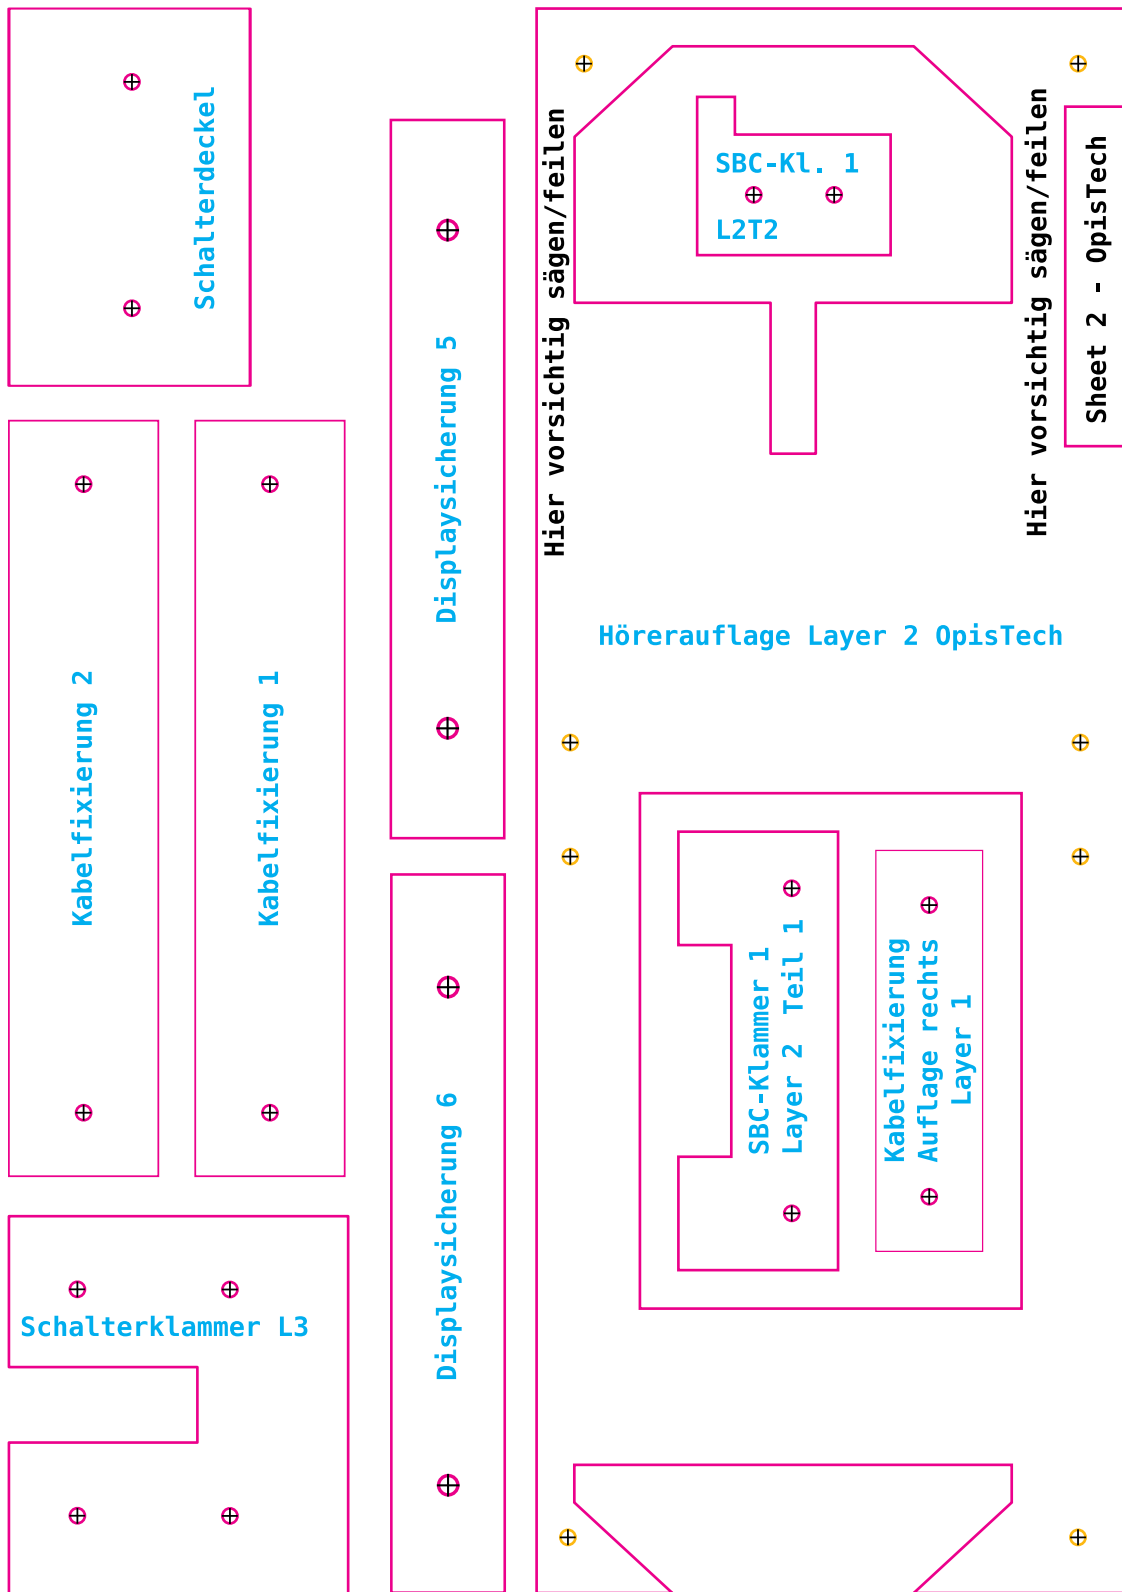 Schalterdeckel
Displaysicherung 5
Hier vorsichtig sägen/feilen
SBC-Kl. 1
L2T2
Hier vorsichtig sägen/feilen
Sheet 2 - OpisTech
Kabelfixierung 2
Kabelfixierung 1
Hörerauflage Layer 2 OpisTech
Displaysicherung 6
SBC-Klammer 1
Layer 2  Teil 1
Kabelfixierung
Auflage rechts
Layer 1
Schalterklammer L3